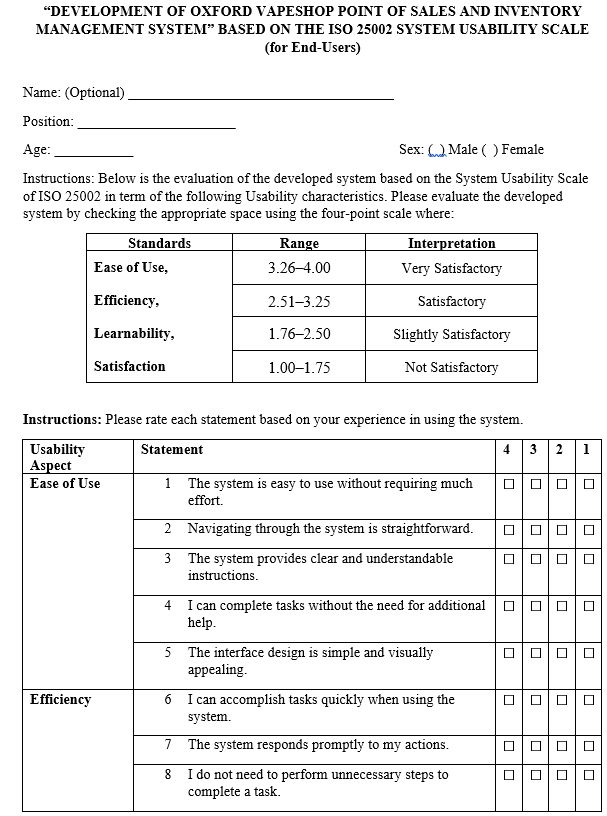 “DEVELOPMENT OF OXFORD VAPESHOP POINT OF SALES AND INVENTORY
MANAGEMENT SYSTEM” BASED ON THE ISO 25002 SYSTEM USABILITY SCALE
(for End-Users)
Name: (Optional) ______________________________________
Position: ______________________
Age: ___________ Sex: ( ) Male ( ) Female
Instructions: Below is the evaluation of the developed system based on the System Usability Scale
of ISO 25002 in term of the following Usability characteristics. Please evaluate the developed
system by checking the appropriate space using the four-point scale where:
Standards Range Interpretation
Ease of Use, 3.26–4.00 Very Satisfactory
Efficiency, 2.51–3.25 Satisfactory
Learnability, 1.76–2.50 Slightly Satisfactory
Satisfaction 1.00–1.75 Not Satisfactory
Instructions: Please rate each statement based on your experience in using the system.
Usability Statement 4 3 2 1
Aspect
Ease of Use 1 The system is easy to use without requiring much ☐ ☐ ☐ ☐
effort.
2 Navigating through the system is straightforward. ☐ ☐ ☐ ☐
3 The system provides clear and understandable ☐ ☐ ☐ ☐
instructions.
4 I can complete tasks without the need for additional ☐ ☐ ☐ ☐
help.
5 The interface design is simple and visually ☐ ☐ ☐ ☐
appealing.
Efficiency 6 I can accomplish tasks quickly when using the ☐ ☐ ☐ ☐
system.
7 The system responds promptly to my actions. ☐ ☐ ☐ ☐
8 I do not need to perform unnecessary steps to ☐ ☐ ☐ ☐
complete a task.